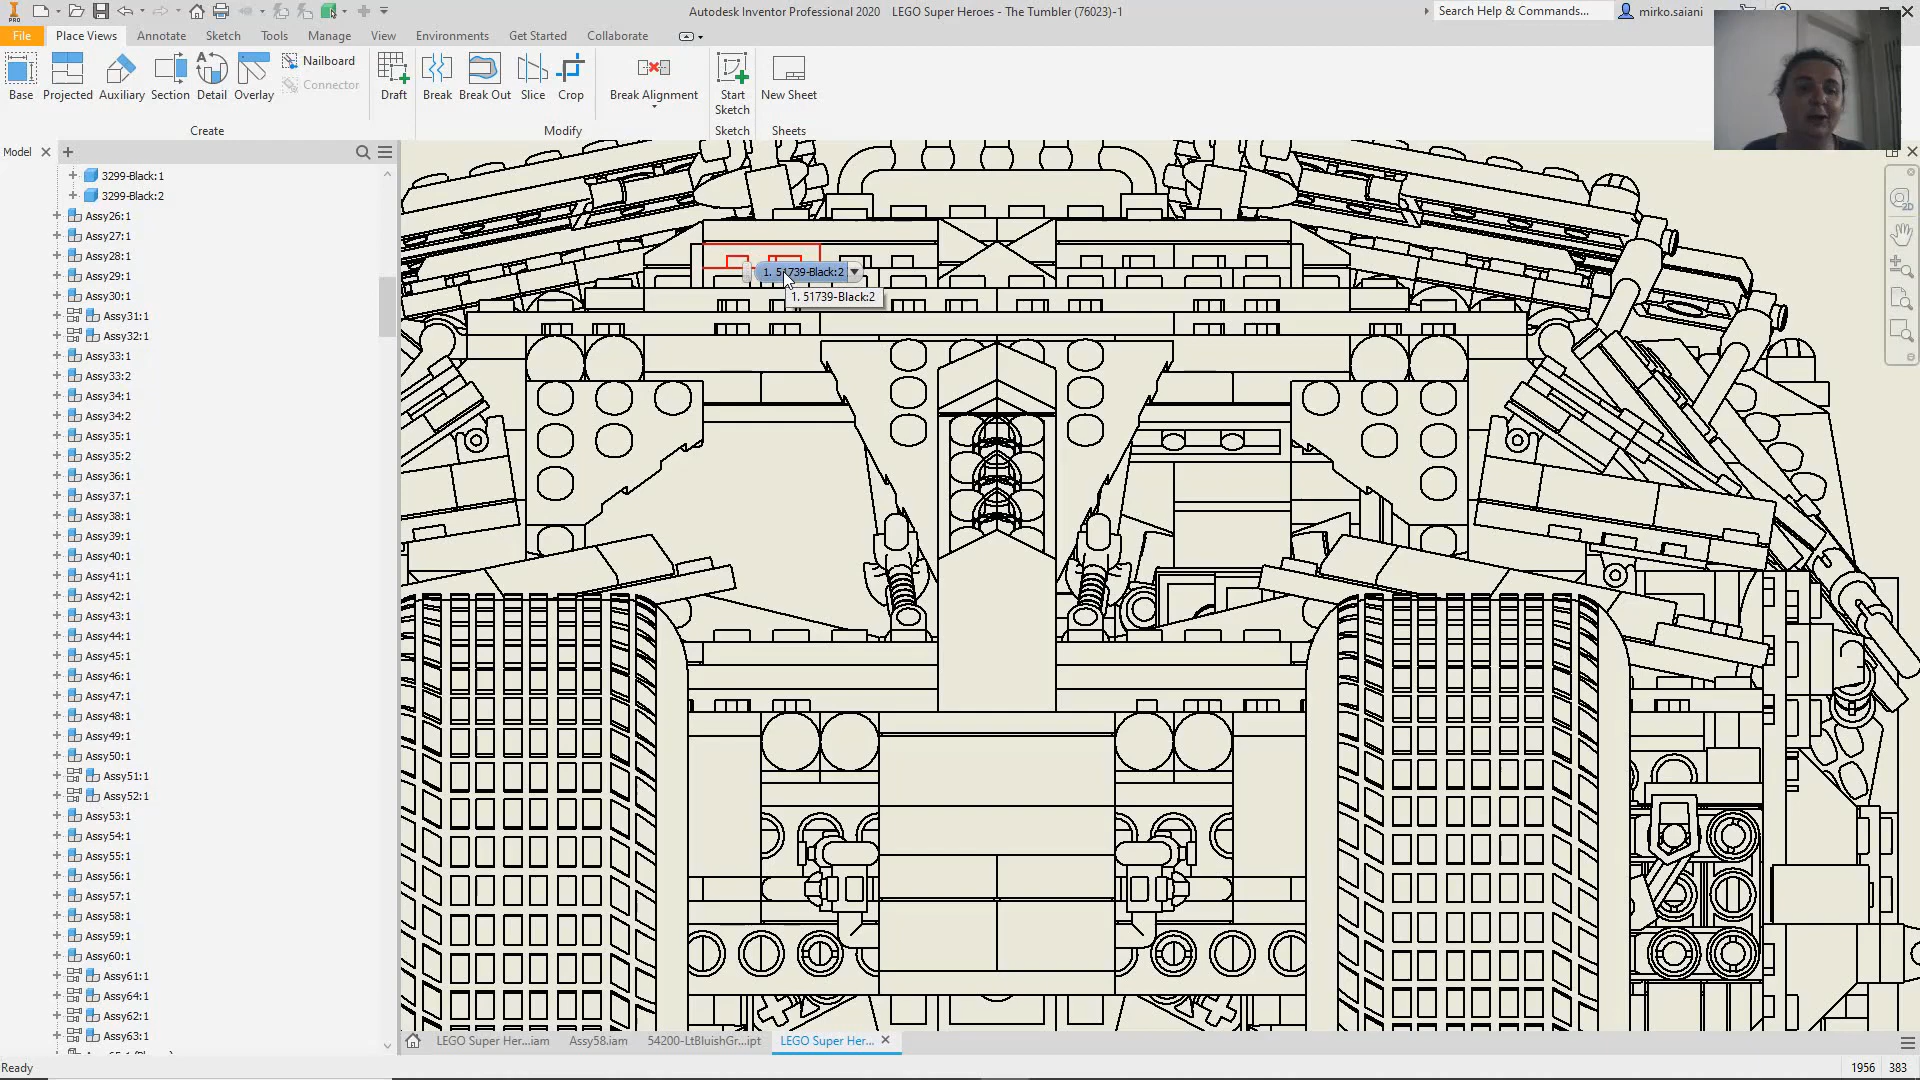 Autodesk Inventor Professional 2020 LEGO Super Heroes - The Tumbler (76023)-1
Search Help & Commands...
mirko.saiani
PRO
File
Place Views
Annotate
Sketch
Tools
Manage
View
Environments
Get Started
Collaborate
Base
Projected
Auxiliary
Section
Detail
Overlay
Nailboard
Connector
Draft
Break
Break Out
Slice
Crop
Break Alignment
Start
Sketch
New Sheet
Create
Modify
Sketch
Sheets
Model
3299-Black:1
3299-Black:2
Assy26:1
Assy27:1
Assy28:1
Assy29:1
Assy30:1
Assy31:1
Assy32:1
Assy33:1
Assy33:2
Assy34:1
Assy34:2
Assy35:1
Assy35:2
Assy36:1
Assy37:1
Assy38:1
Assy39:1
Assy40:1
Assy41:1
Assy42:1
Assy43:1
Assy44:1
Assy45:1
Assy46:1
Assy47:1
Assy48:1
Assy49:1
Assy50:1
Assy51:1
Assy52:1
Assy53:1
Assy54:1
Assy55:1
Assy56:1
Assy57:1
Assy58:1
Assy59:1
Assy60:1
Assy61:1
Assy64:1
Assy62:1
Assy63:1
1. 51739-Black:2
1. 51739-Black:2
2D
LEGO Super Her...iam
Assy58.iam
54200-LtBluishGr...ipt
LEGO Super Her...
Ready
1956
383